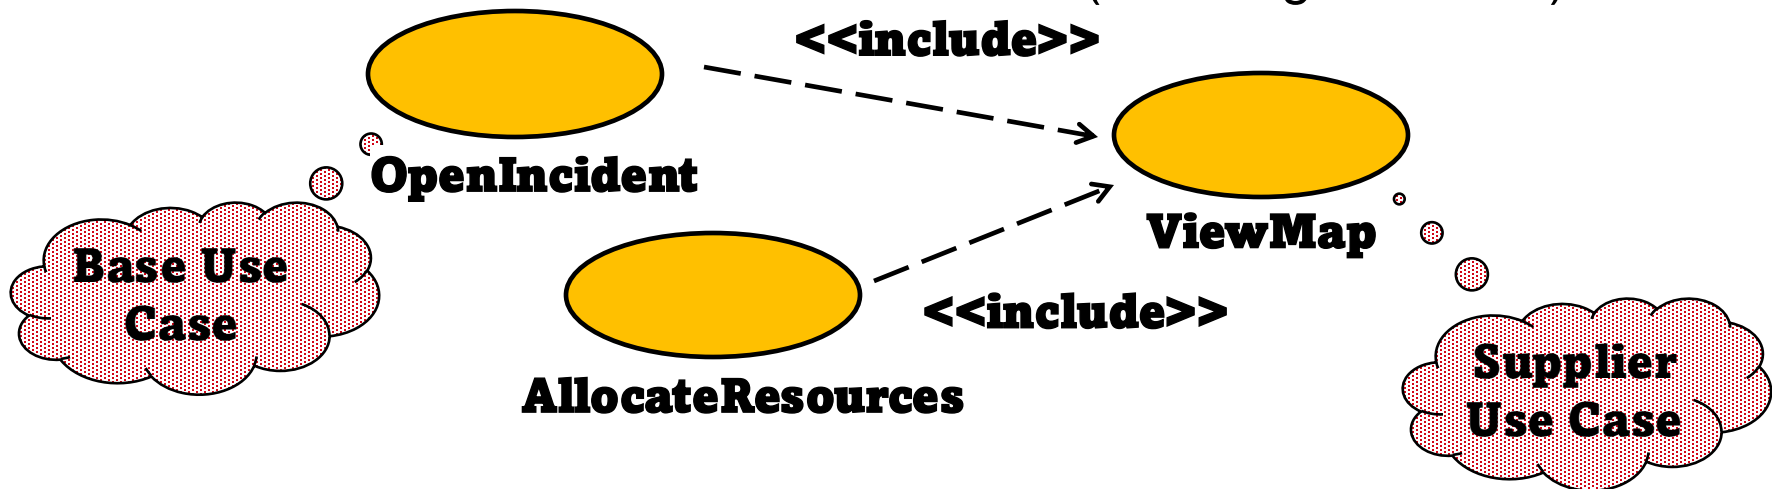 <<include>>
OpenIncident
ViewMap
Base Use
Case
<<include>>
AllocateResources
Supplier
Use Case